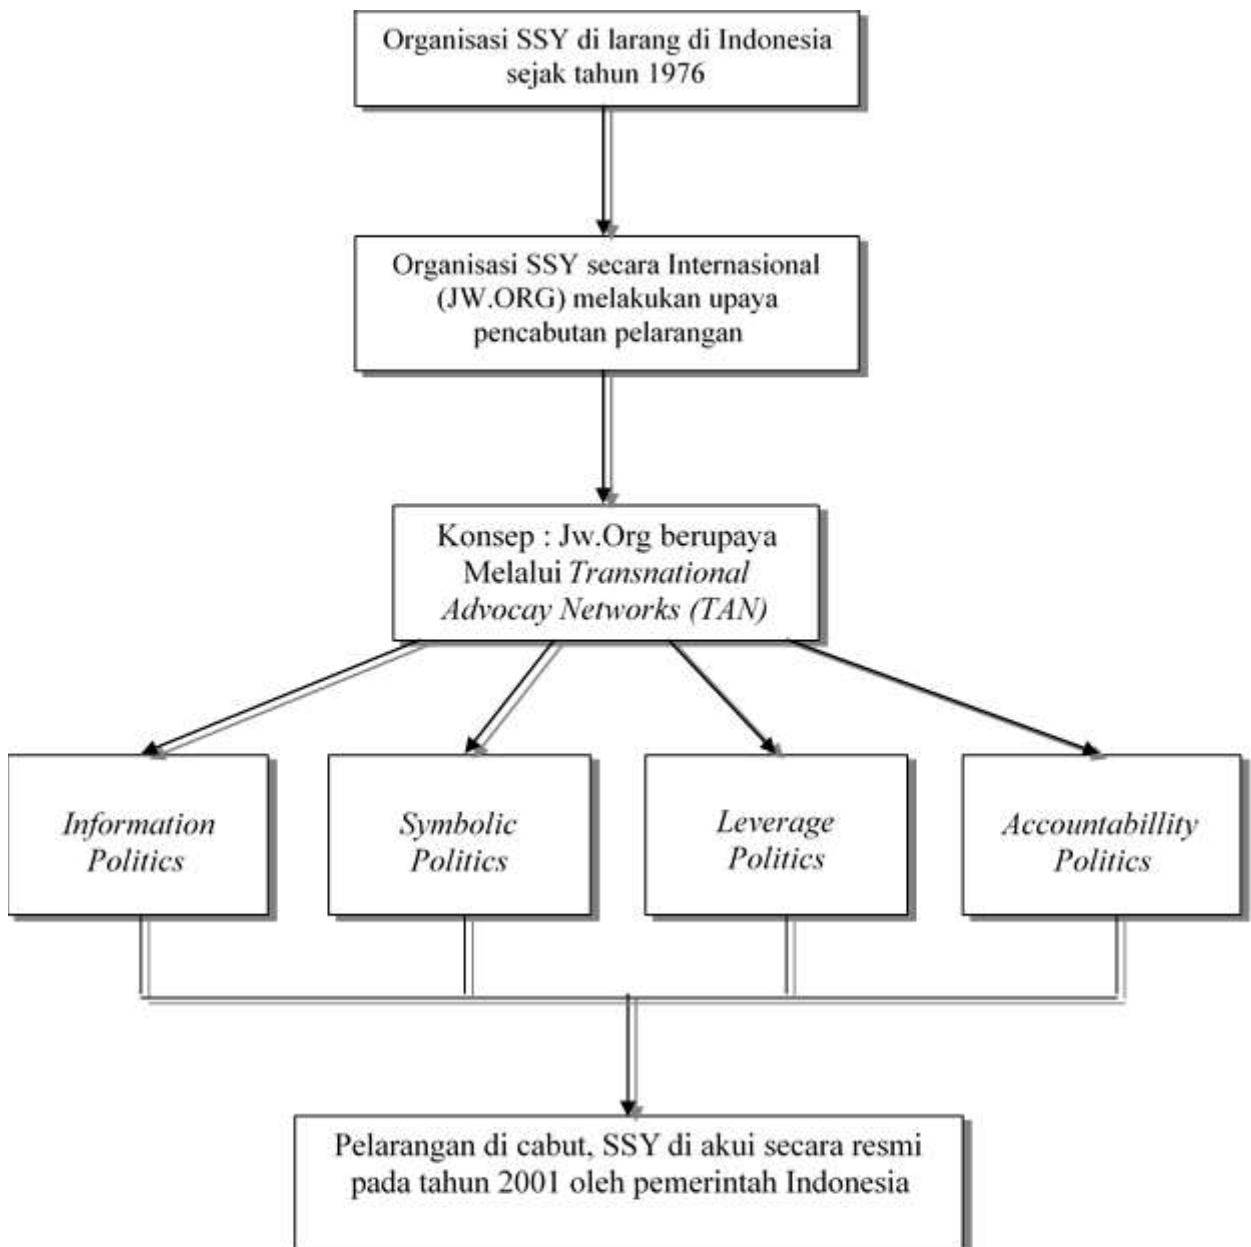 Organisasi SSY di larang di Indonesia
sejak tahun 1976
Organisasi SSY secara Internasional
(JW.ORG) melakukan upaya
pencabutan pelarangan
Konsep : Jw.Org berupaya
Melalui Transnational
Advocay Networks (TAN)
Information
Politics
Symbolic
Politics
Leverage
Politics
Accountabillity
Politics
Pelarangan di cabut, SSY di akui secara resmi
pada tahun 2001 oleh pemerintah Indonesia